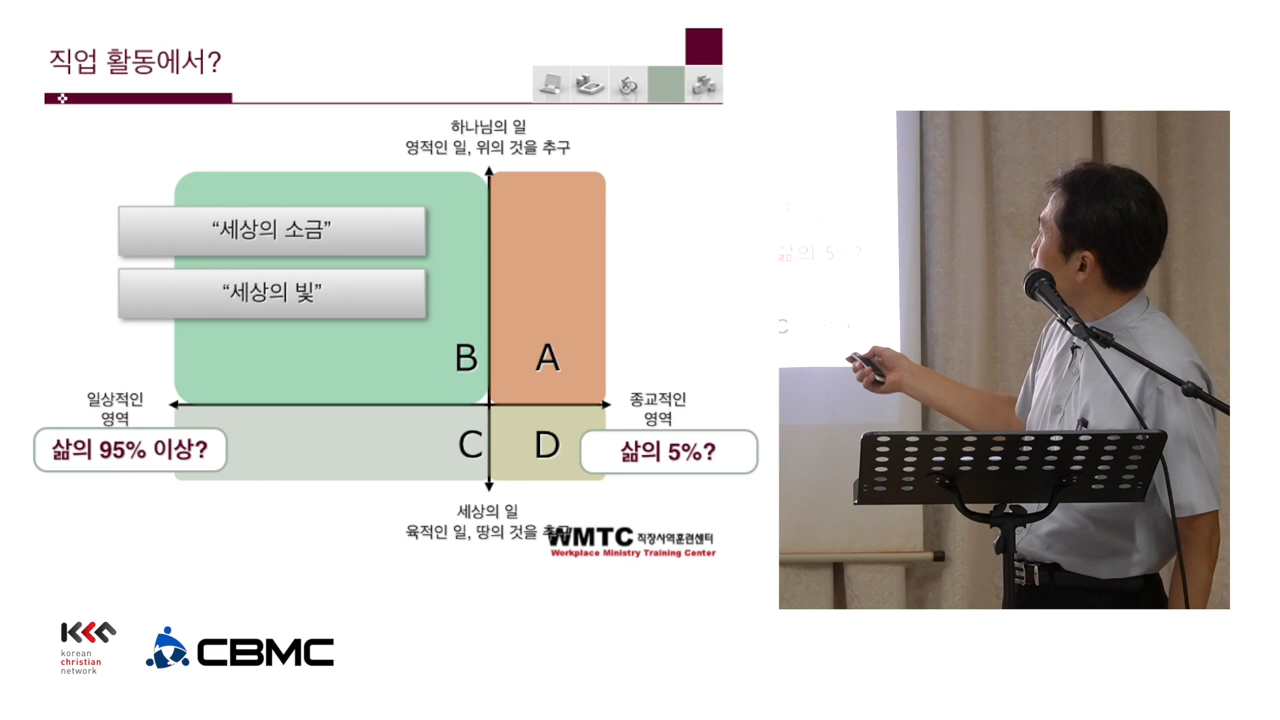 직업 활동에서?
하나님의 일
영적인 일, 위의 것을 추구
“세상의 소금”
“세상의 빛”
B
A
일상적인
영역
종교적인
영역
삶의 95% 이상?
C
D
삶의 5%?
세상의 일
육적인 일, 땅의 것을 추구
WMTC 직장사역훈련센터
Workplace Ministry Training Center
삶의 5%?
C
KCN
korean
christian
network
CBMC